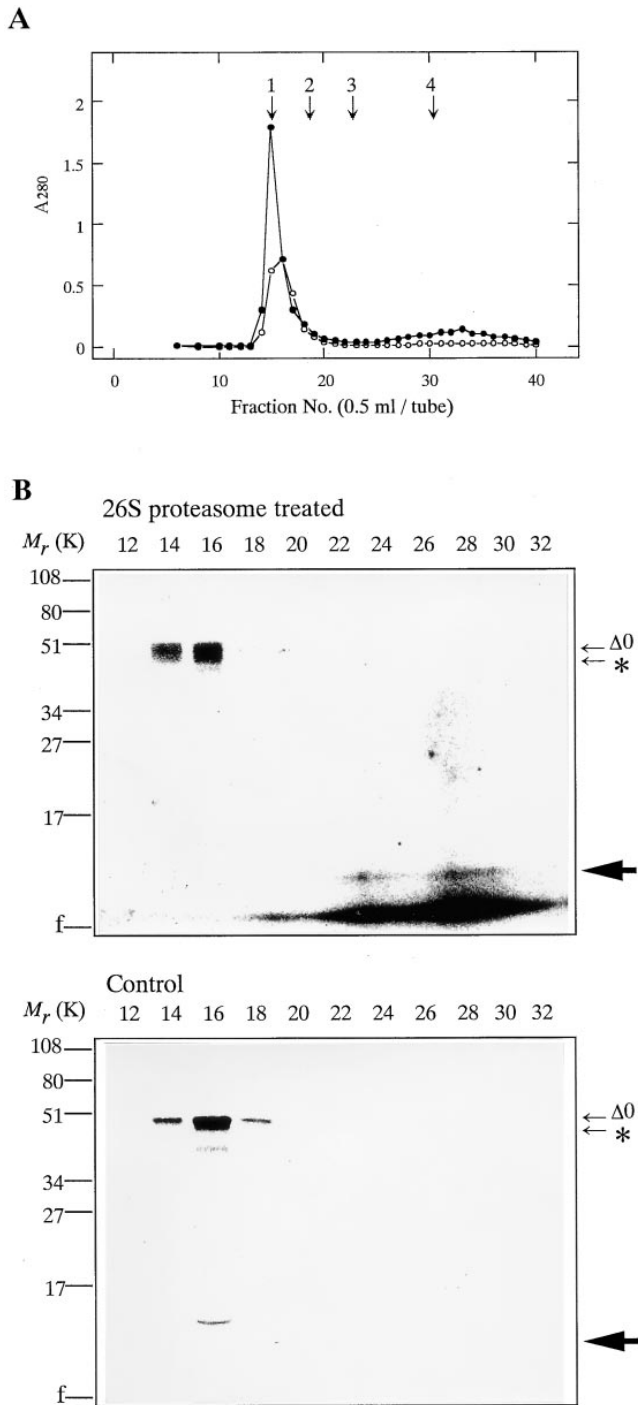 A
1 2 3 4
2
1.5
1
0.5
0
A280
0 10 20 30 40
Fraction No. (0.5 ml / tube)
B
26S proteasome treated
Mr (K) 12 14 16 18 20 22 24 26 28 30 32
108
80
51
34
27
17
f
← Δ0
← *
Control
Mr (K) 12 14 16 18 20 22 24 26 28 30 32
108
80
51
34
27
17
f
← Δ0
← *